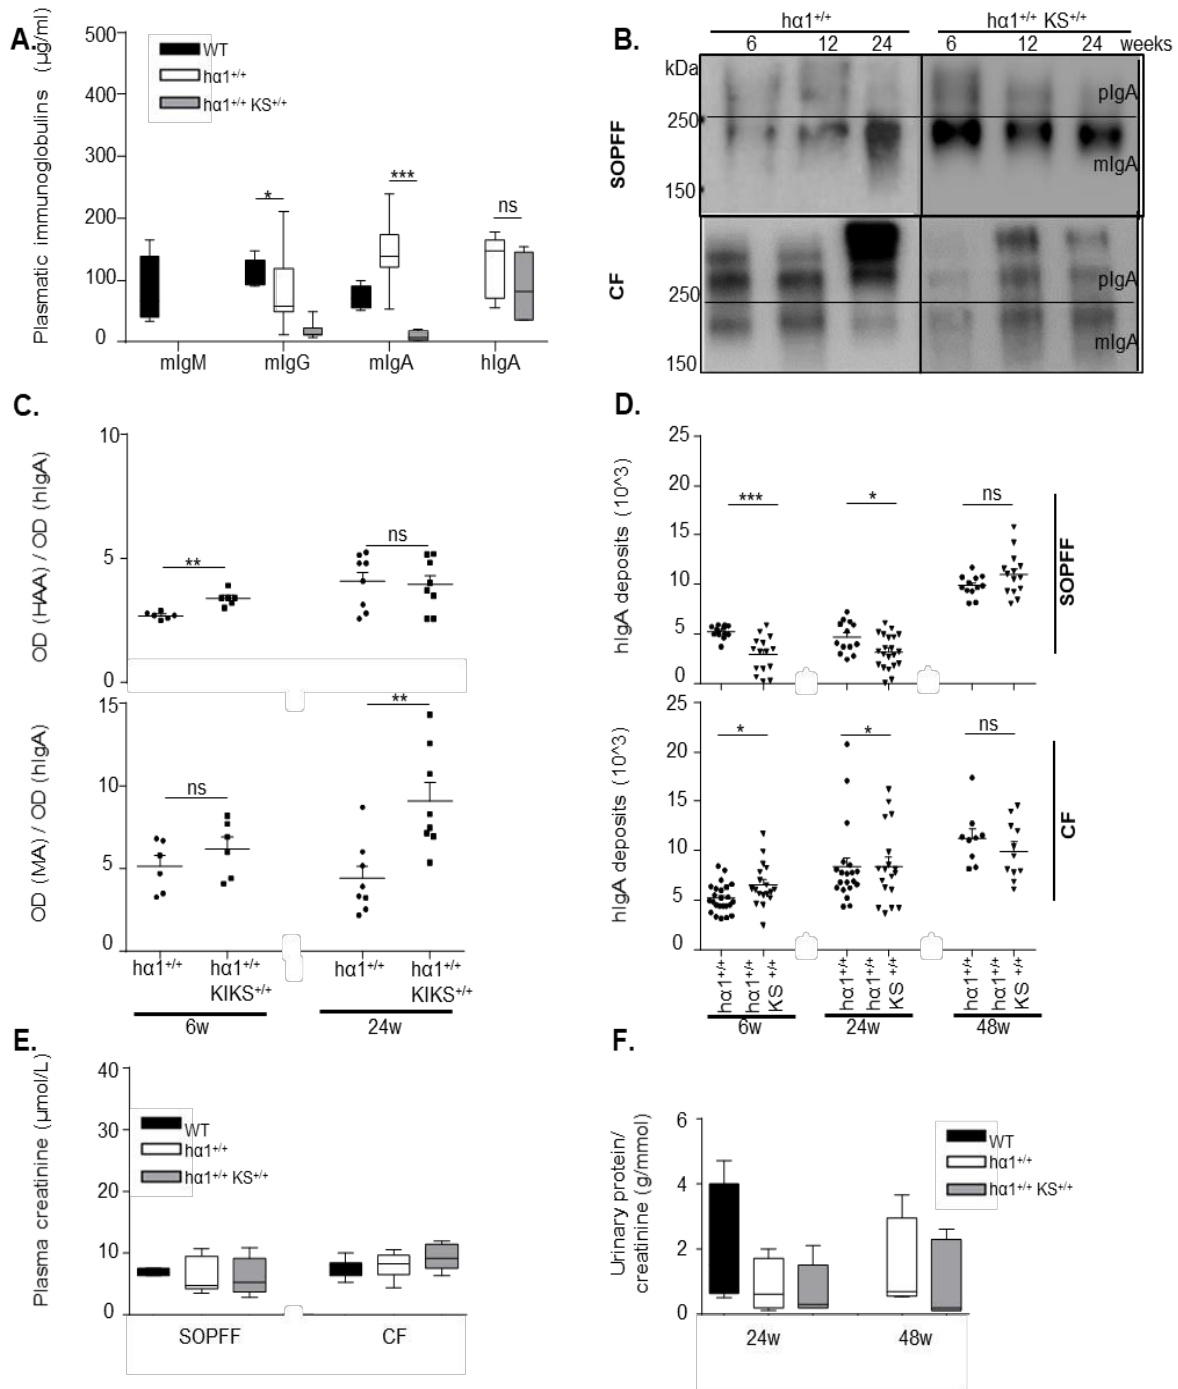 A.
Plasmatic immunoglobulins (µg/ml)
500
400
300
200
100
0
WT
hα1+/+
hα1+/+ KS+/+
*
***
ns
mIgM mIgG mIgA hIgA
B.
hα1+/+ hα1+/+ KS+/+
6 12 24 6 12 24 weeks
kDa
SOPFF
250
150
pIgA
mIgA
CF
250
150
pIgA
mIgA
C.
OD (HAA) / OD (hIgA)
10
5
0
** ns
OD (MA) / OD (hIgA)
15
10
5
0
ns **
hα1+/+ hα1+/+ hα1+/+ hα1+/+
KIKS+/+ KIKS+/+
6w 24w
D.
hIgA deposits (10^3)
25
20
15
10
5
0
*** * ns
SOPFF
hIgA deposits (10^3)
25
20
15
10
5
0
* * ns
CF
hα1+/+ hα1+/+ KS+/+ hα1+/+ hα1+/+ KS+/+ hα1+/+ hα1+/+ KS+/+
6w 24w 48w
E.
Plasma creatinine (µmol/L)
40
30
20
10
0
WT
hα1+/+
hα1+/+ KS+/+
SOPFF CF
F.
Urinary protein/
creatinine (g/mmol)
6
4
2
0
WT
hα1+/+
hα1+/+ KS+/+
24w 48w